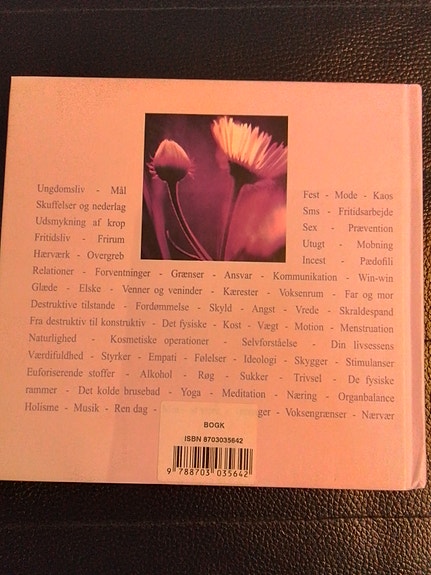 Ungdomsliv - Mål
Skuffelser og nederlag
Udsmykning af krop
Fritidsliv - Frirum
Hærværk - Overgreb
Fest - Mode - Kaos
Sms - Fritidsarbejde
Sex - Prævention
Utugt - Mobning
Incest - Pædofili
Relationer - Forventninger - Grænser - Ansvar - Kommunikation - Win-win
Glæde - Elske - Venner og veninder - Kærester - Voksenrum - Far og mor
Destruktive tilstande - Fordømmelse - Skyld - Angst - Vrede - Skraldespand
Fra destruktiv til konstruktiv - Det fysiske - Kost - Vægt - Motion - Menstruation
Naturlighed - Kosmetiske operationer - Selvforståelse - Din livsessens
Værdifuldhed - Styrker - Empati - Følelser - Ideologi - Skygger - Stimulanser
Euforiserende stoffer - Alkohol - Røg - Sukker - Trivsel - De fysiske
rammer - Det kolde brusebad - Yoga - Meditation - Næring - Organbalance
Holisme - Musik - Ren dag - ger - Voksengrænser - Nærvær
BOGK
ISBN 8703035642
9 788703 035642